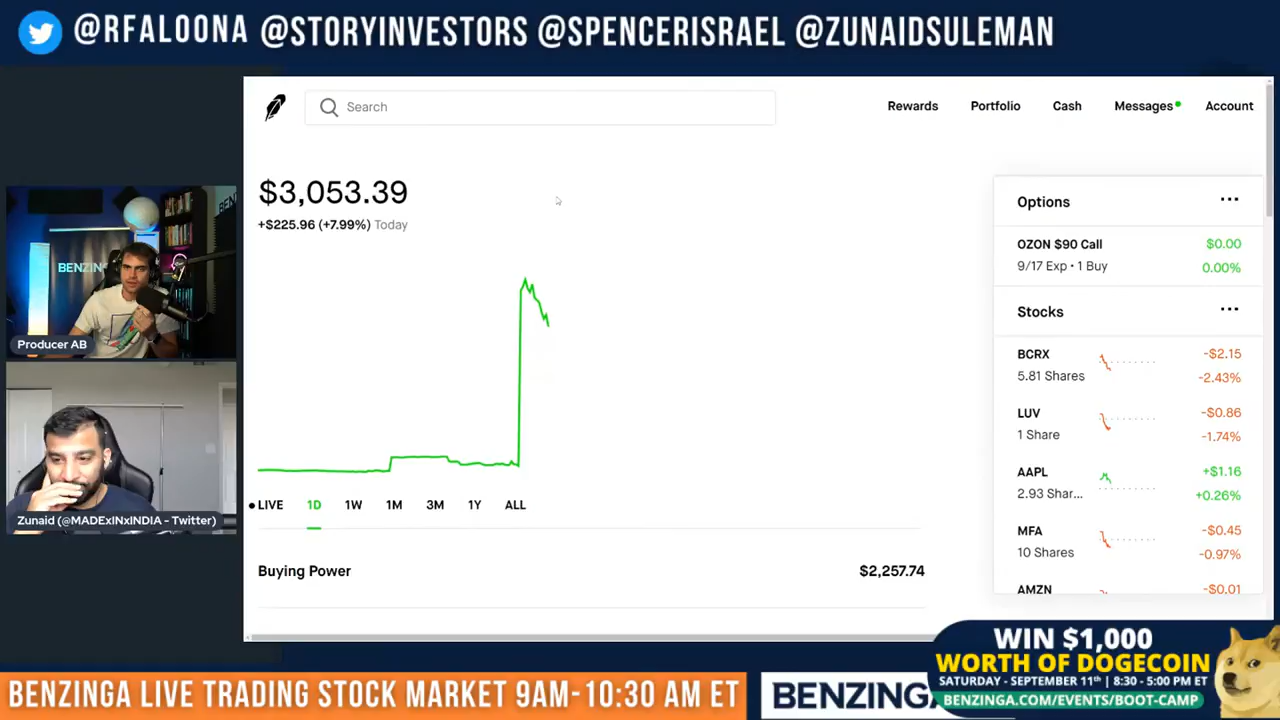 @RFALOONA @STORYINVESTORS @SPENCERISRAEL @ZUNAIDSULEMAN
Search
Rewards
Portfolio
Cash
Messages
Account
$3,053.39
+$225.96 (+7.99%) Today
LIVE
1D
1W
1M
3M
1Y
ALL
Buying Power
$2,257.74
Options
OZON $90 Call
$0.00
9/17 Exp • 1 Buy
0.00%
Stocks
BCRX
-$2.15
5.81 Shares
-2.43%
LUV
-$0.86
1 Share
-1.74%
AAPL
+$1.16
2.93 Shar...
+0.26%
MFA
-$0.45
10 Shares
-0.97%
AMZN
-$0.01
BENZINGA
Producer AB
Zunaid (@MADExINxINDIA - Twitter)
WIN $1,000
WORTH OF DOGECOIN
SATURDAY - SEPTEMBER 11th | 8:30 - 5:00 PM ET
BENZINGA.COM/EVENTS/BOOT-CAMP
BENZINGA LIVE TRADING STOCK MARKET 9AM-10:30 AM ET
BENZINGA